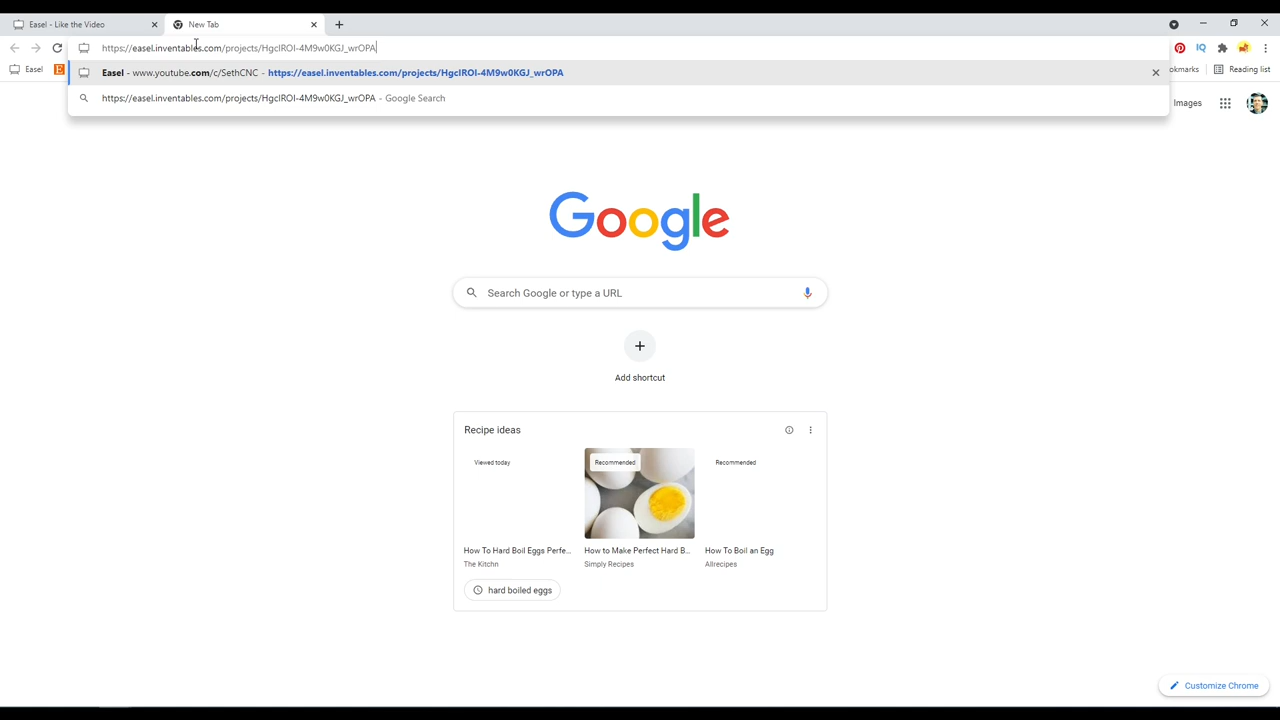 Easel - Like the Video
New Tab
https://easel.inventables.com/projects/HgclROI-4M9w0KGJ_wrOPA
IQ
Easel
Easel - www.youtube.com/c/SethCNC - https://easel.inventables.com/projects/HgclROI-4M9w0KGJ_wrOPA
okmarks
Reading list
https://easel.inventables.com/projects/HgclROI-4M9w0KGJ_wrOPA - Google Search
Images
Google
Search Google or type a URL
Add shortcut
Recipe ideas
Viewed today
Recommended
Recommended
How To Hard Boil Eggs Perfe...
How to Make Perfect Hard B...
How To Boil an Egg
The Kitchn
Simply Recipes
Allrecipes
hard boiled eggs
Customize Chrome